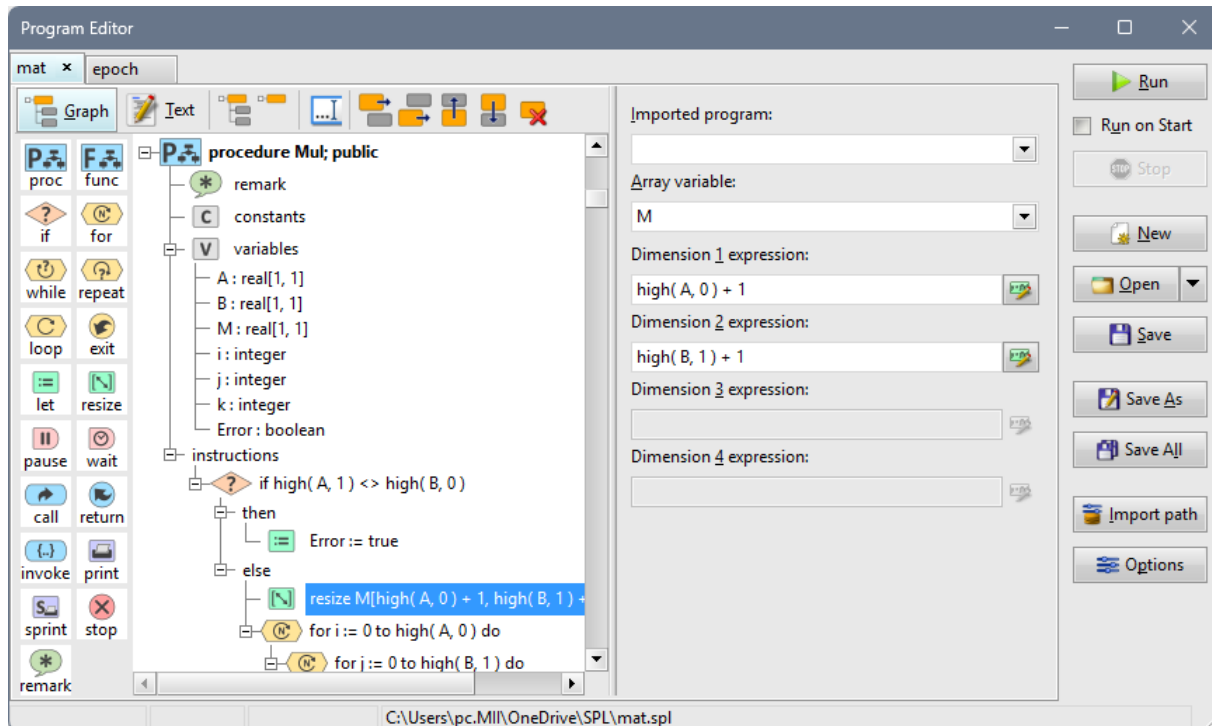 Program Editor
mat × epoch
Graph Text
P F
proc func
? N
if for
while repeat
loop exit
:=
let resize
pause wait
call return
{..}
invoke print
S
sprint stop
*
remark
P procedure Mul; public
* remark
C constants
V variables
A : real[1, 1]
B : real[1, 1]
M : real[1, 1]
i : integer
j : integer
k : integer
Error : boolean
instructions
? if high( A, 1 ) <> high( B, 0 )
then
:= Error := true
else
resize M[high( A, 0 ) + 1, high( B, 1 ) +
N for i := 0 to high( A, 0 ) do
N for j := 0 to high( B, 1 ) do
Imported program:
Array variable:
M
Dimension 1 expression:
high( A, 0 ) + 1
Dimension 2 expression:
high( B, 1 ) + 1
Dimension 3 expression:
Dimension 4 expression:
Run
Run on Start
STOP Stop
New
Open
Save
Save As
Save All
Import path
Options
C:\Users\pc.MII\OneDrive\SPL\mat.spl